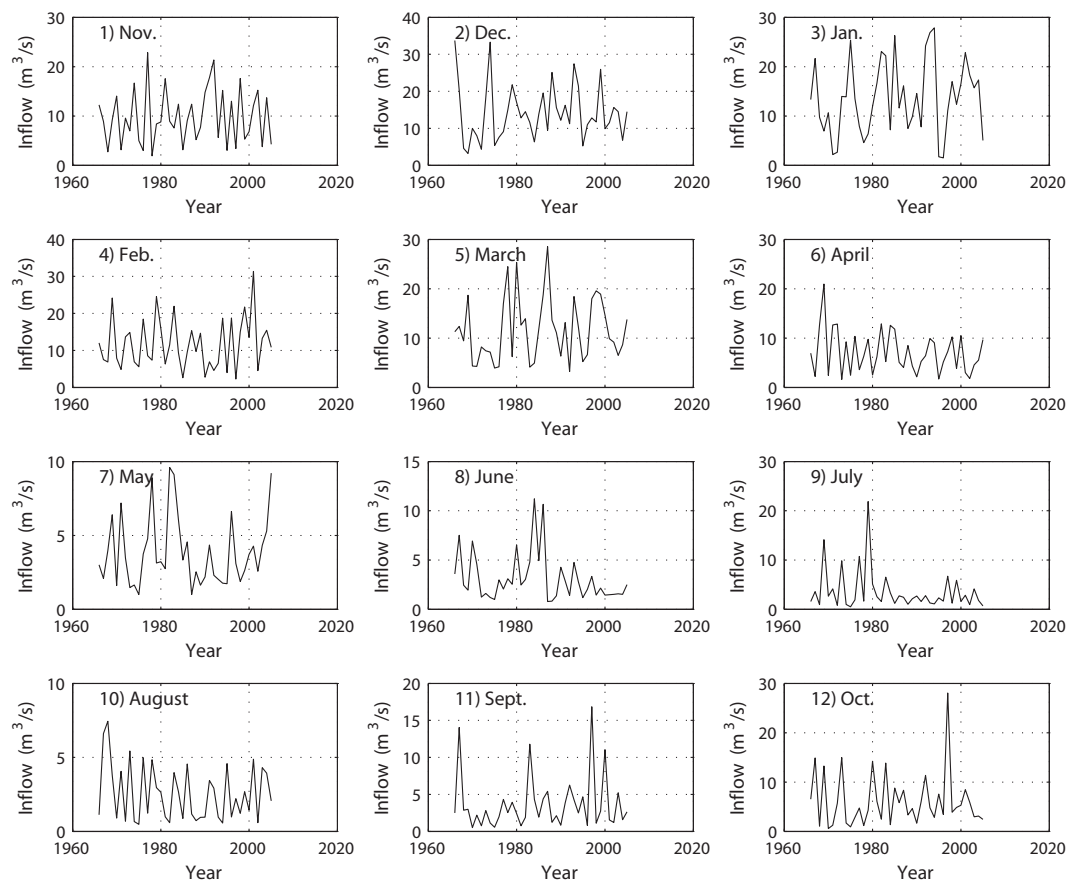 1) Nov.
30
20
10
0
Inflow (m³/s)
1960 1980 2000 2020
Year
2) Dec.
40
30
20
10
0
Inflow (m³/s)
1960 1980 2000 2020
Year
3) Jan.
30
20
10
0
Inflow (m³/s)
1960 1980 2000 2020
Year
4) Feb.
40
30
20
10
0
Inflow (m³/s)
1960 1980 2000 2020
Year
5) March
30
20
10
0
Inflow (m³/s)
1960 1980 2000 2020
Year
6) April
30
20
10
0
Inflow (m³/s)
1960 1980 2000 2020
Year
7) May
10
5
0
Inflow (m³/s)
1960 1980 2000 2020
Year
8) June
15
10
5
0
Inflow (m³/s)
1960 1980 2000 2020
Year
9) July
30
20
10
0
Inflow (m³/s)
1960 1980 2000 2020
Year
10) August
10
5
0
Inflow (m³/s)
1960 1980 2000 2020
Year
11) Sept.
20
15
10
5
0
Inflow (m³/s)
1960 1980 2000 2020
Year
12) Oct.
30
20
10
0
Inflow (m³/s)
1960 1980 2000 2020
Year